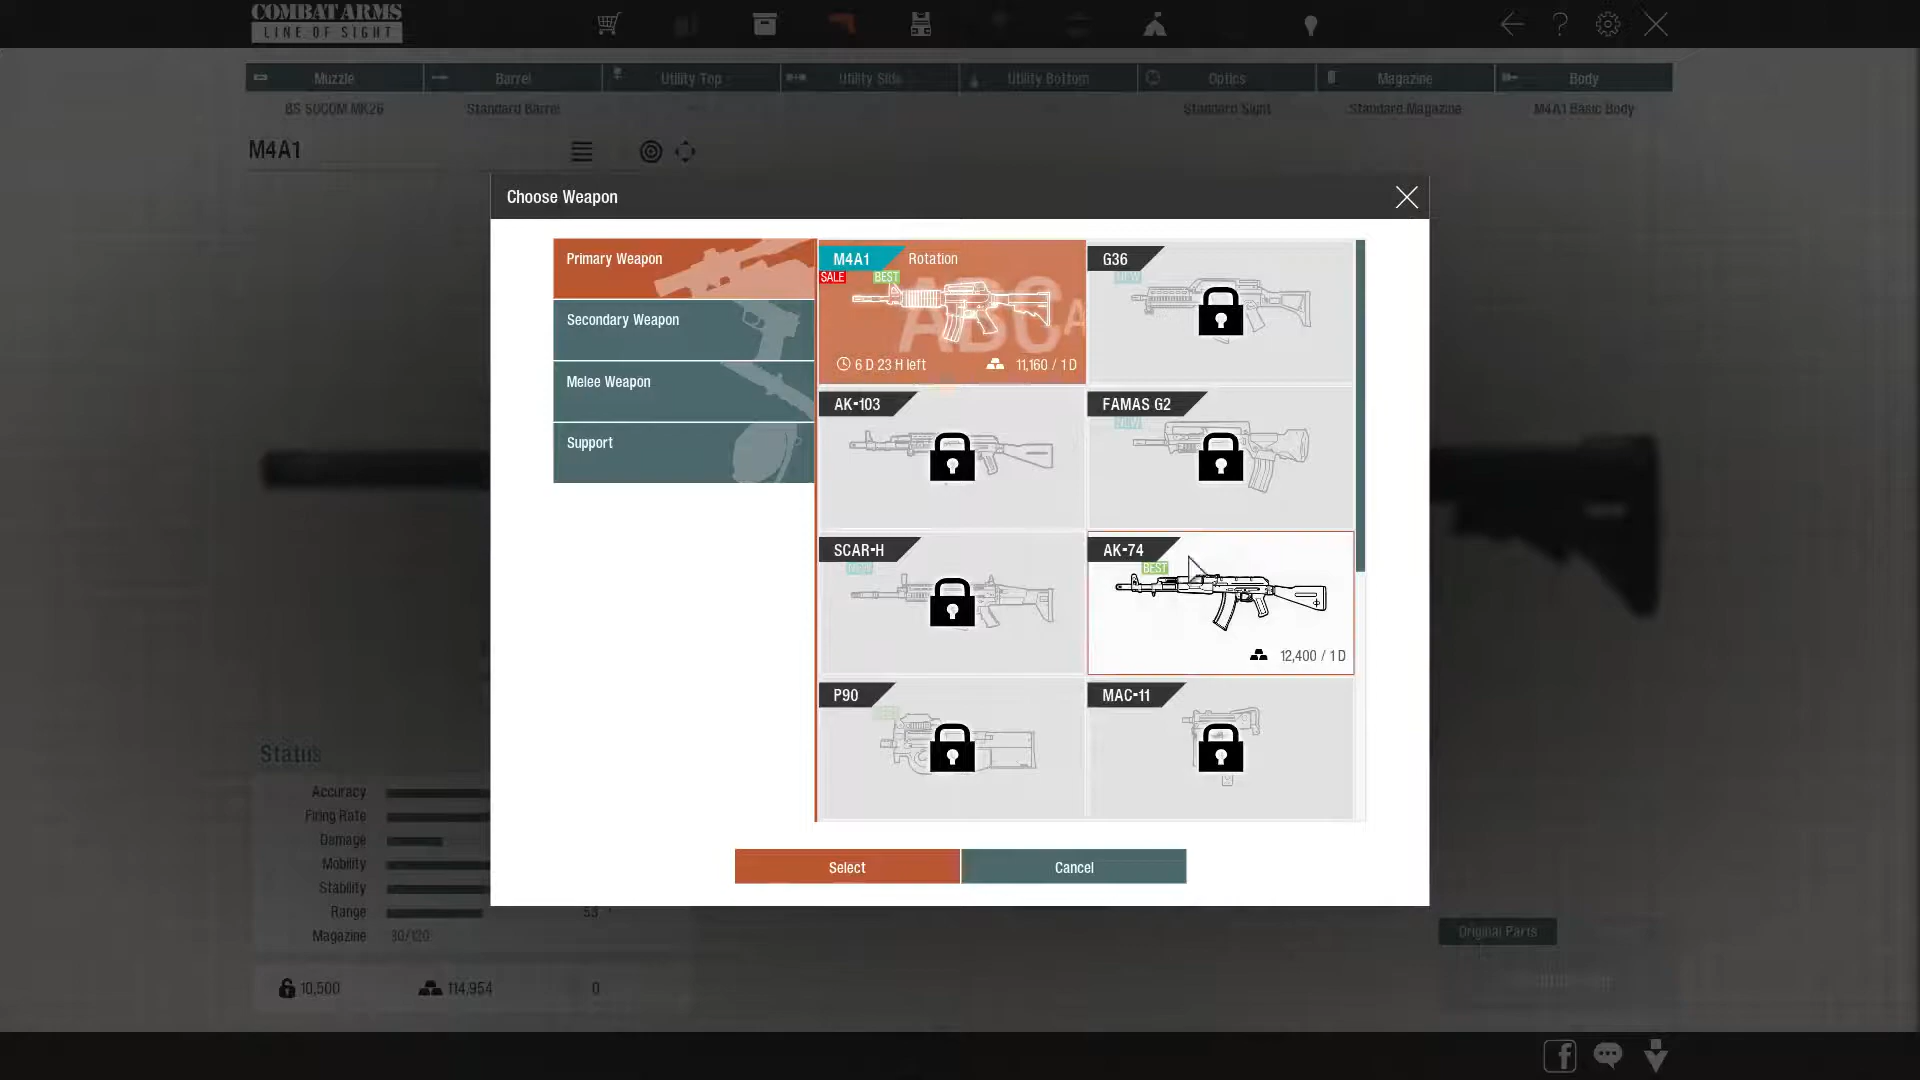 COMBAT ARMS
LINE OF SIGHT
Muzzle Barrel Utility Top Utility Side Utility Bottom Optics Magazine Body
BS SOCOM MK26 Standard Barrel Standard Sight Standard Magazine M4A1 Basic Body
M4A1
Choose Weapon
Primary Weapon
Secondary Weapon
Melee Weapon
Support
M4A1 Rotation
SALE BEST
ABC A
6 D 23 H left 11,160 / 1 D
G36
NEW
AK-103
FAMAS G2
SCAR-H
AK-74
BEST
12,400 / 1 D
P90
MAC-11
Select Cancel
Status
Accuracy
Firing Rate
Damage
Mobility
Stability
Range 53
Magazine 30/120
10,500 114,954 0
Original Parts